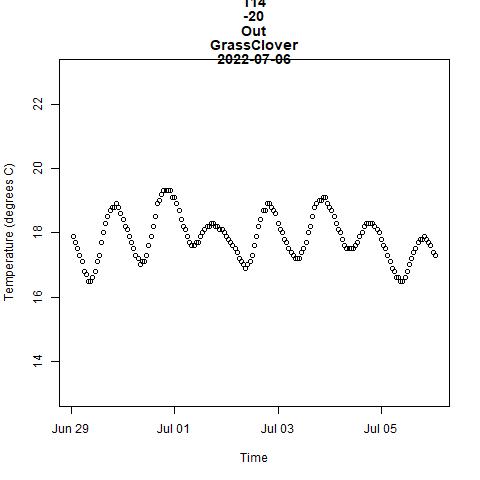 114
-20
Out
GrassClover
2022-07-06
Temperature (degrees C)
22
20
18
16
14
Jun 29
Jul 01
Jul 03
Jul 05
Time